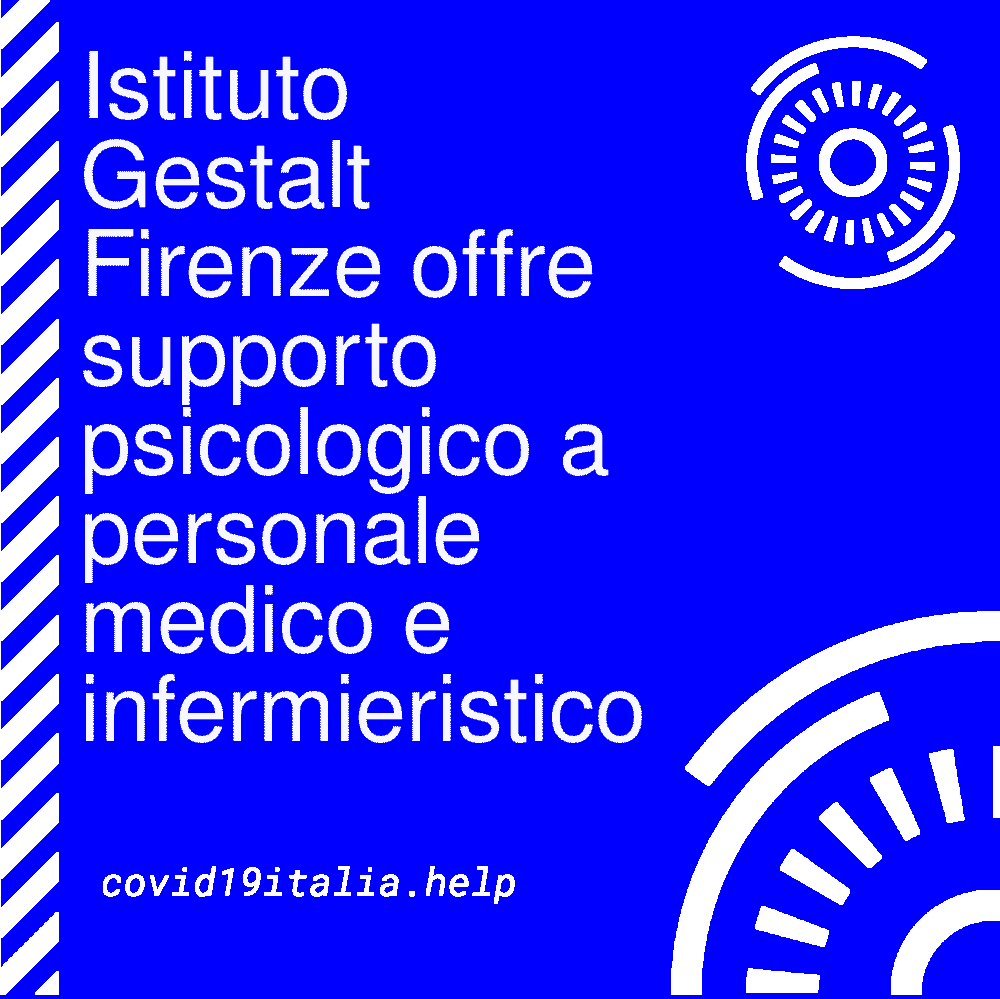 Istituto
Gestalt
Firenze offre
supporto
psicologico a
personale
medico e
infermieristico
covid19italia.help